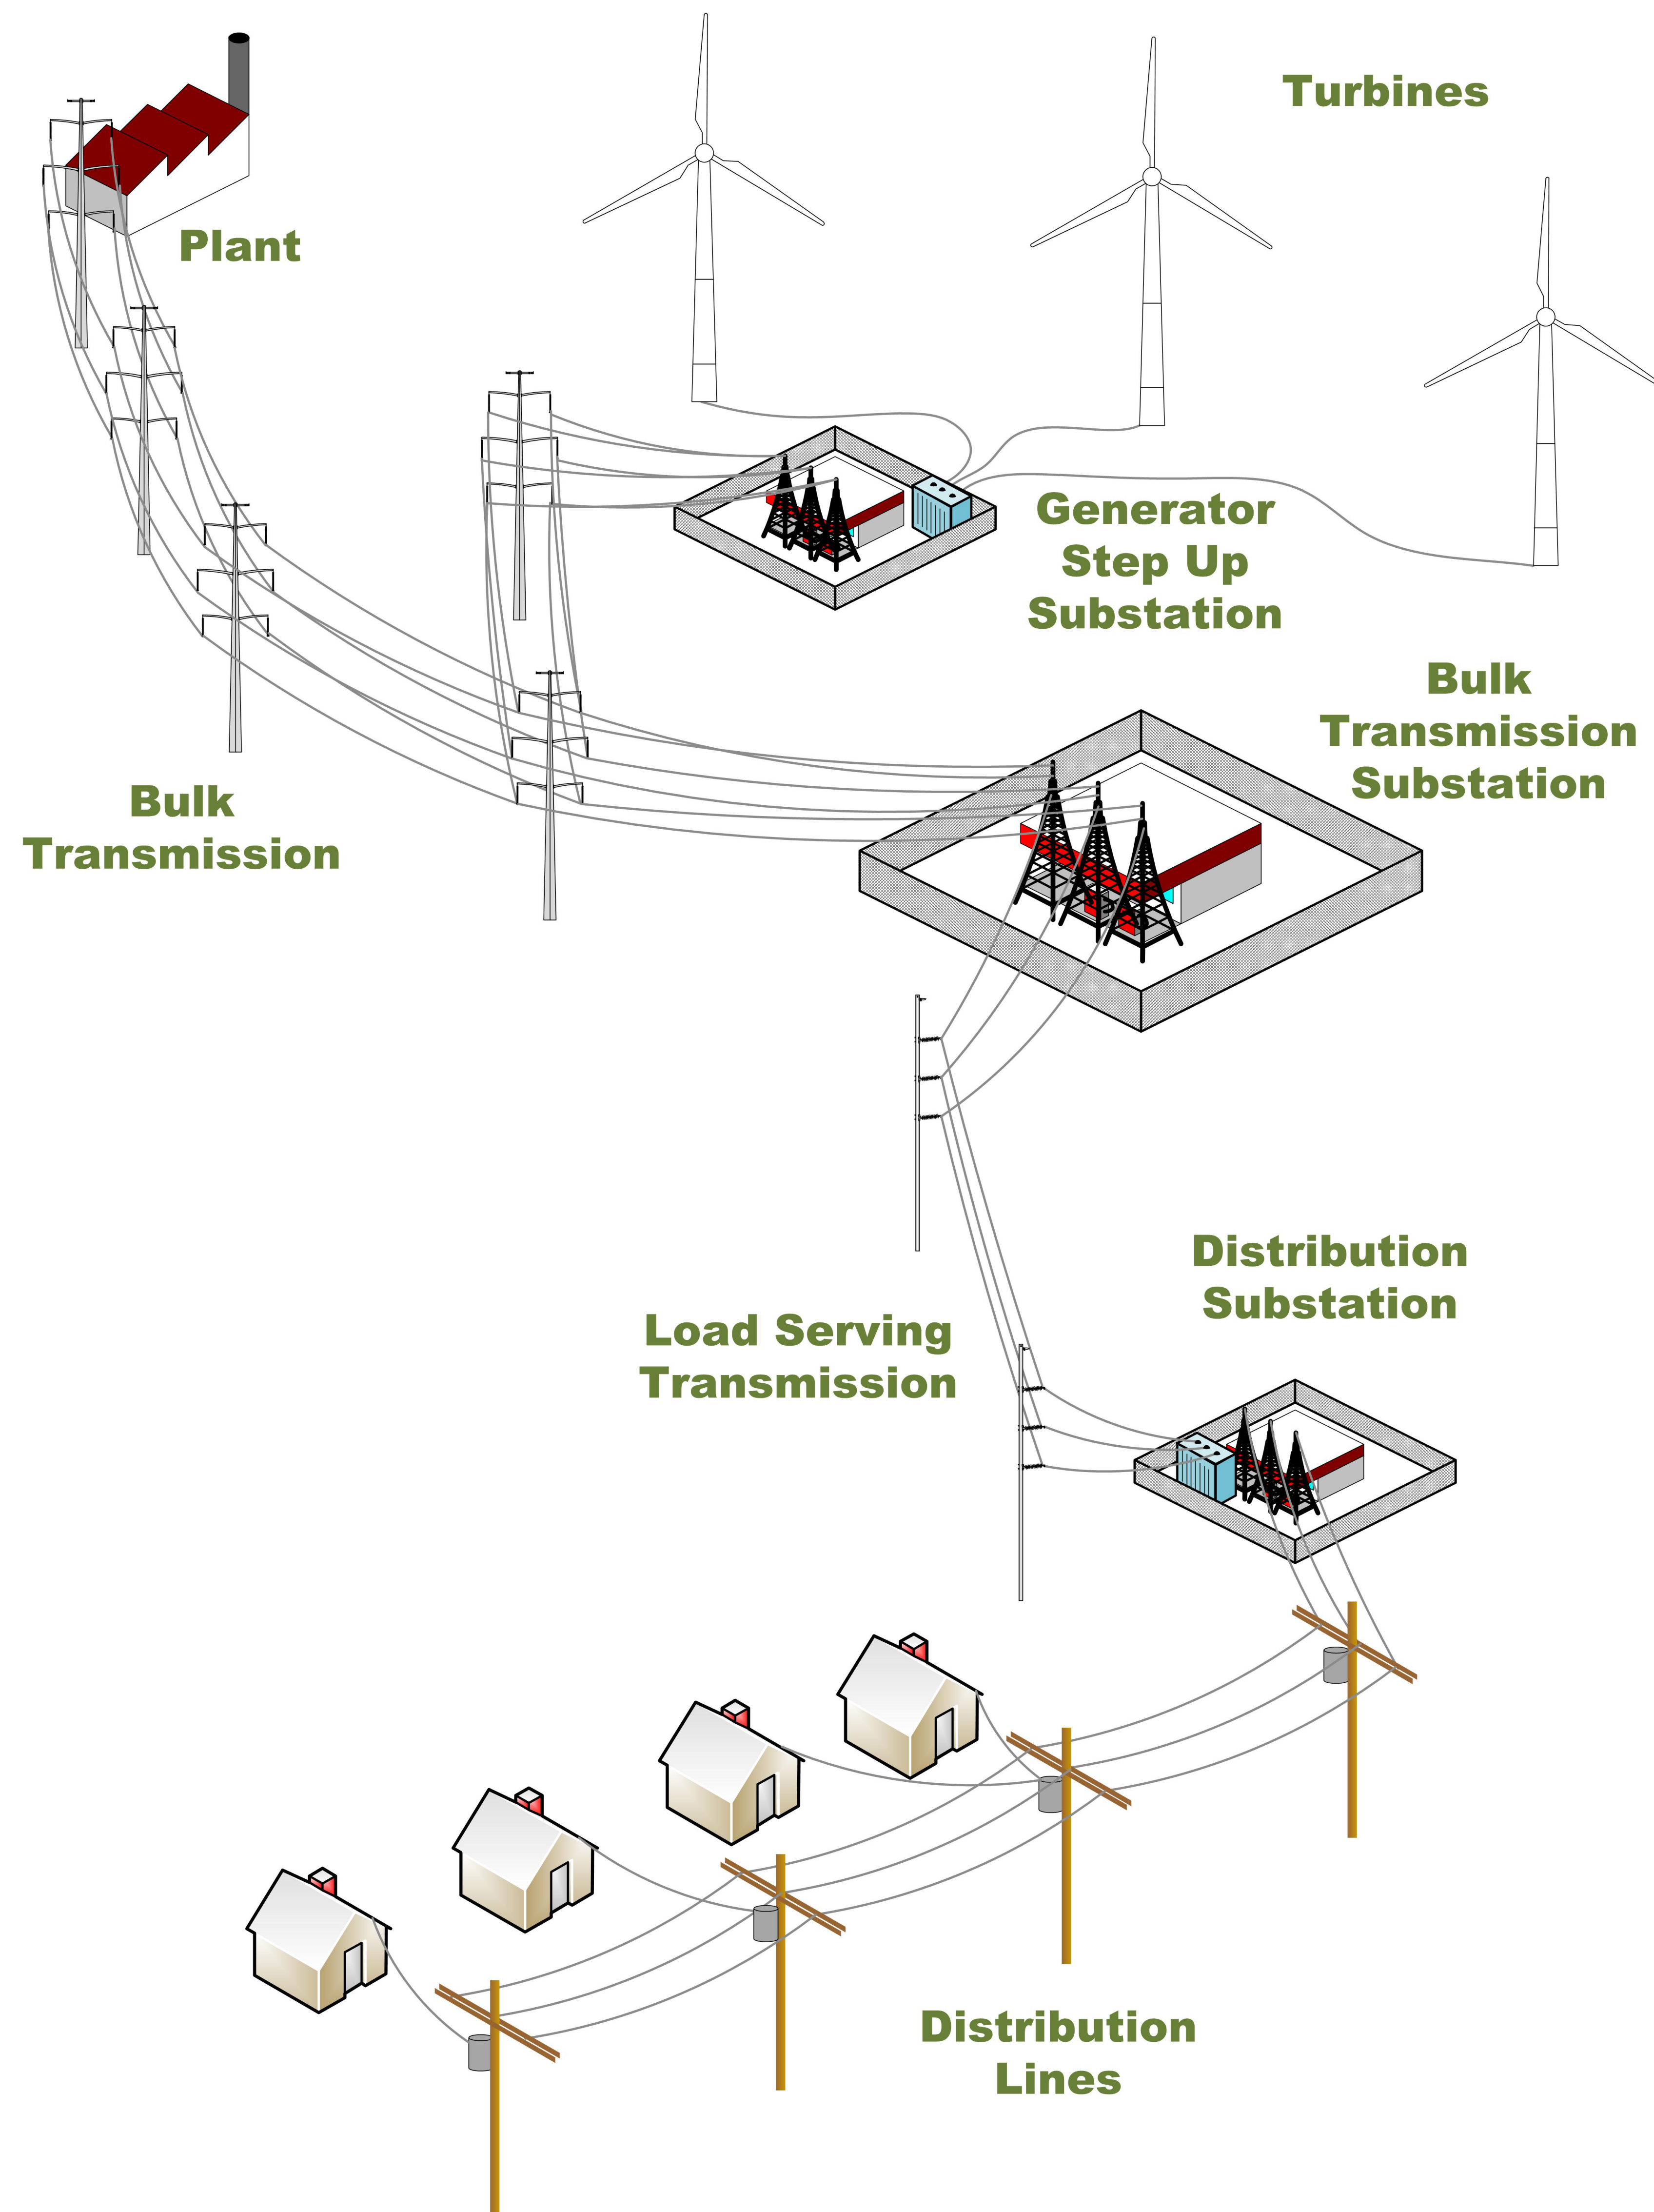 Turbines
Plant
Generator
Step Up
Substation
Bulk
Transmission
Substation
Bulk
Transmission
Distribution
Substation
Load Serving
Transmission
Distribution
Lines